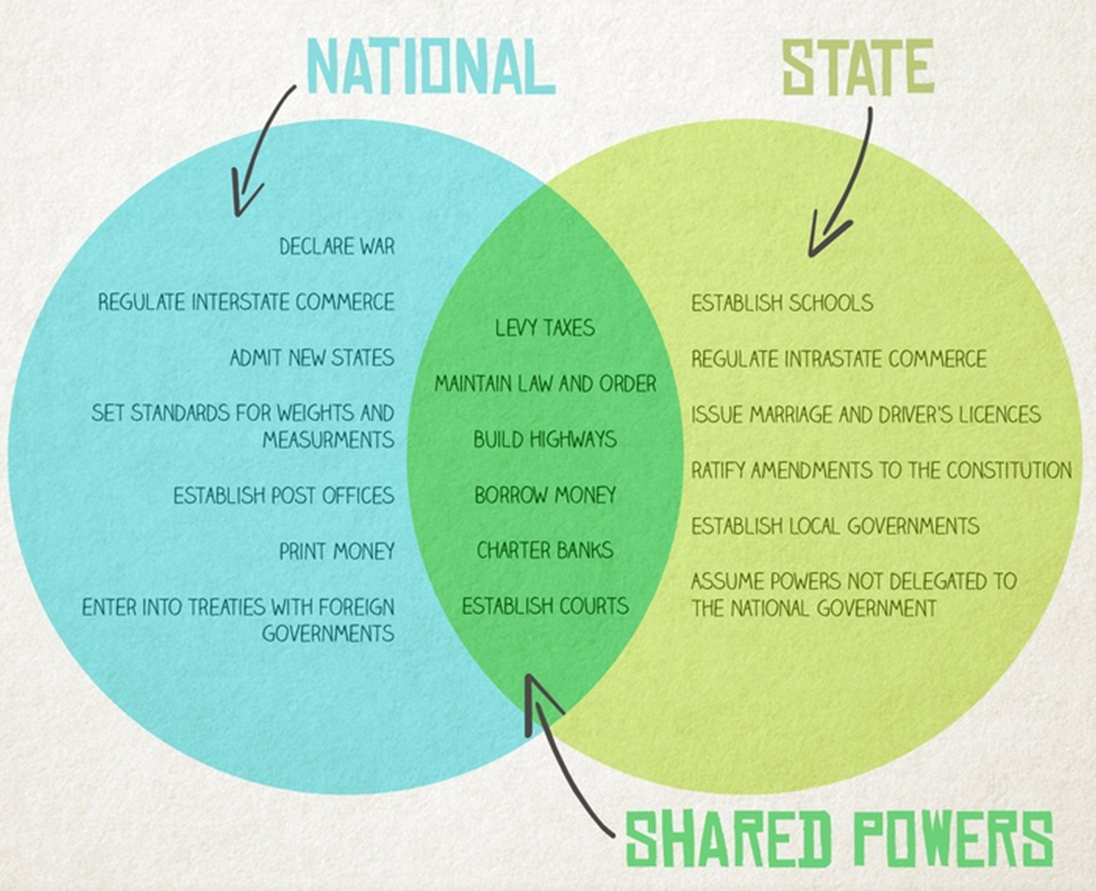 NATIONAL
STATE
DECLARE WAR
REGULATE INTERSTATE COMMERCE
ADMIT NEW STATES
SET STANDARDS FOR WEIGHTS AND
MEASURMENTS
ESTABLISH POST OFFICES
PRINT MONEY
ENTER INTO TREATIES WITH FOREIGN
GOVERNMENTS
LEVY TAXES
MAINTAIN LAW AND ORDER
BUILD HIGHWAYS
BORROW MONEY
CHARTER BANKS
ESTABLISH COURTS
ESTABLISH SCHOOLS
REGULATE INTRASTATE COMMERCE
ISSUE MARRIAGE AND DRIVER'S LICENCES
RATIFY AMENDMENTS TO THE CONSTITUTION
ESTABLISH LOCAL GOVERNMENTS
ASSUME POWERS NOT DELEGATED TO
THE NATIONAL GOVERNMENT
SHARED POWERS